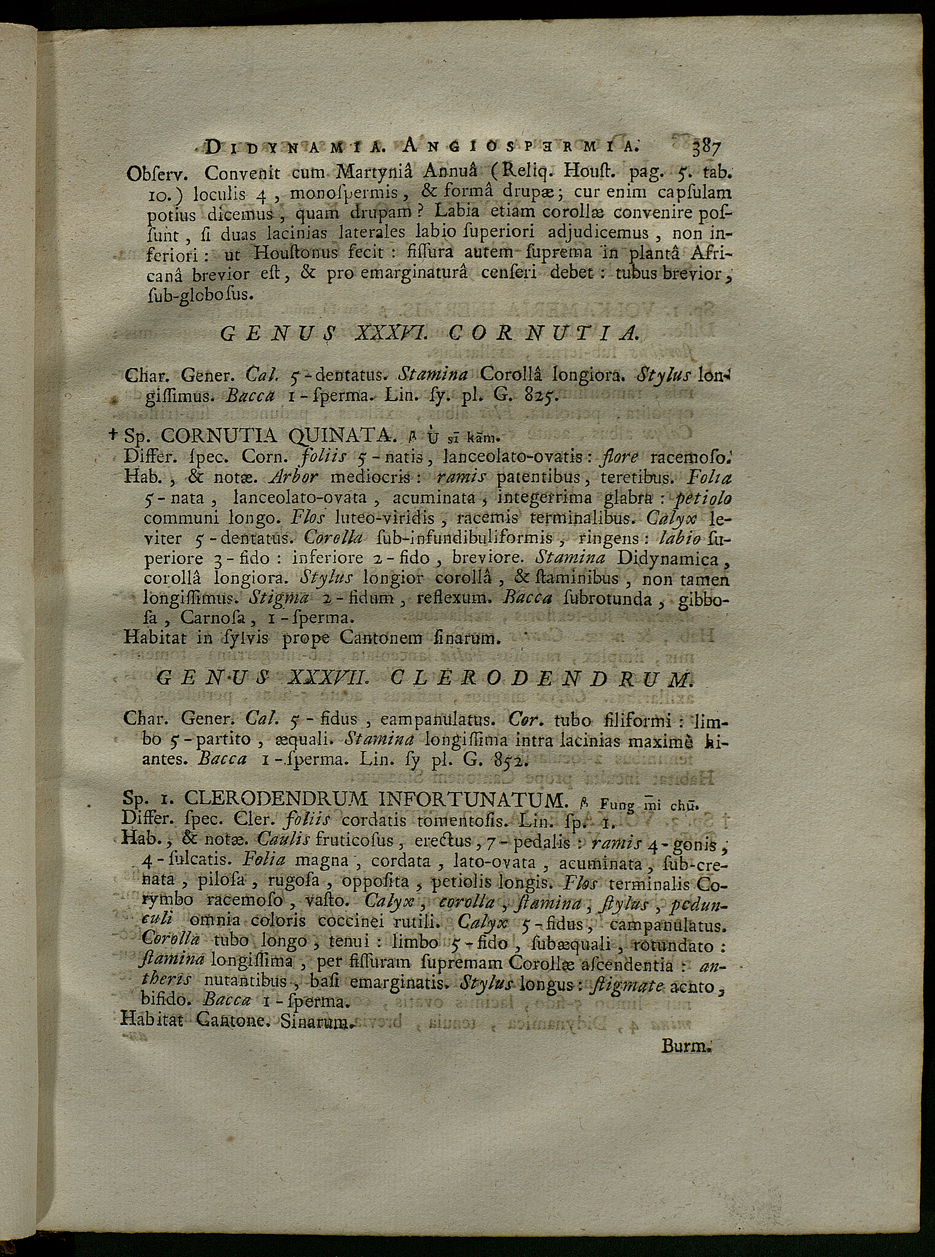 DIDYNAMIA. ANGIOSPERMIA. 387
Obſerv. Convenit cum Martyniâ Annuâ (Reliq. Houſt. pag. 5. tab.
10.) loculis 4, monoſpermis, & formâ drupæ; cur enim capſulam
potius dicemus, quam drupam? Labia etiam corollæ convenire poſ-
ſunt, ſi duas lacinias laterales labio ſuperiori adjudicemus, non in-
feriori: ut Houſtonus fecit: fiſſura autem ſuprema in plantâ Afri-
canâ brevior eſt, & pro emarginaturâ cenſeri debet: tubus brevior,
ſub-globoſus.
GENUS XXXVI. CORNUTIA.
Char. Gener. Cal. 5-dentatus. Stamina Corollâ longiora. Stylus lon-
giſſimus. Bacca 1-ſperma. Lin. ſy. pl. G. 825.
† Sp. CORNUTIA QUINATA. β Ù sī kām.
Differ. ſpec. Corn. foliis 5-natis, lanceolato-ovatis: flore racemoſo.
Hab., & notæ. Arbor mediocris: ramis patentibus, teretibus. Folia
5-nata, lanceolato-ovata, acuminata, integerrima glabra: petiolo
communi longo. Flos luteo-viridis, racemis terminalibus. Calyx le-
viter 5-dentatus. Corolla ſub-infundibuliformis, ringens: labio ſu-
periore 3-fido: inferiore 2-fido, breviore. Stamina Didynamica,
corollâ longiora. Stylus longior corollâ, & ſtaminibus, non tamen
longiſſimus. Stigma 2-fidum, reflexum. Bacca ſubrotunda, gibbo-
ſa, Carnoſa, 1-ſperma.
Habitat in ſylvis prope Cantonem ſinarum.
GENUS XXXVII. CLERODENDRUM.
Char. Gener. Cal. 5-fidus, eampanulatus. Cor. tubo filiformi: lim-
bo 5-partito, æquali. Stamina longiſſima intra lacinias maximè hi-
antes. Bacca 1-ſperma. Lin. ſy pl. G. 852.
Sp. 1. CLERODENDRUM INFORTUNATUM. β Fung m̄i chū.
Differ. ſpec. Cler. foliis cordatis tomentoſis. Lin. ſp. 1.
Hab., & notæ. Caulis fruticoſus, erectus, 7-pedalis: ramis 4-gonis,
4-ſulcatis. Folia magna, cordata, lato-ovata, acuminata, ſub-cre-
nata, piloſa, rugoſa, oppoſita, petiolis longis. Flos terminalis Co-
rymbo racemoſo, vaſto. Calyx, corolla, ſtamina, ſtylus, pedun-
culi omnia coloris coccinei rutili. Calyx 5-fidus, campanulatus.
Corolla tubo longo, tenui: limbo 5-fido, ſubæquali, rotundato:
ſtamina longiſſima, per fiſſuram ſupremam Corollæ aſcendentia: an-
theris nutantibus, baſi emarginatis. Stylus longus: ſtigmate acuto,
bifido. Bacca 1-ſperma.
Habitat Cantone. Sinarum.
Burm.